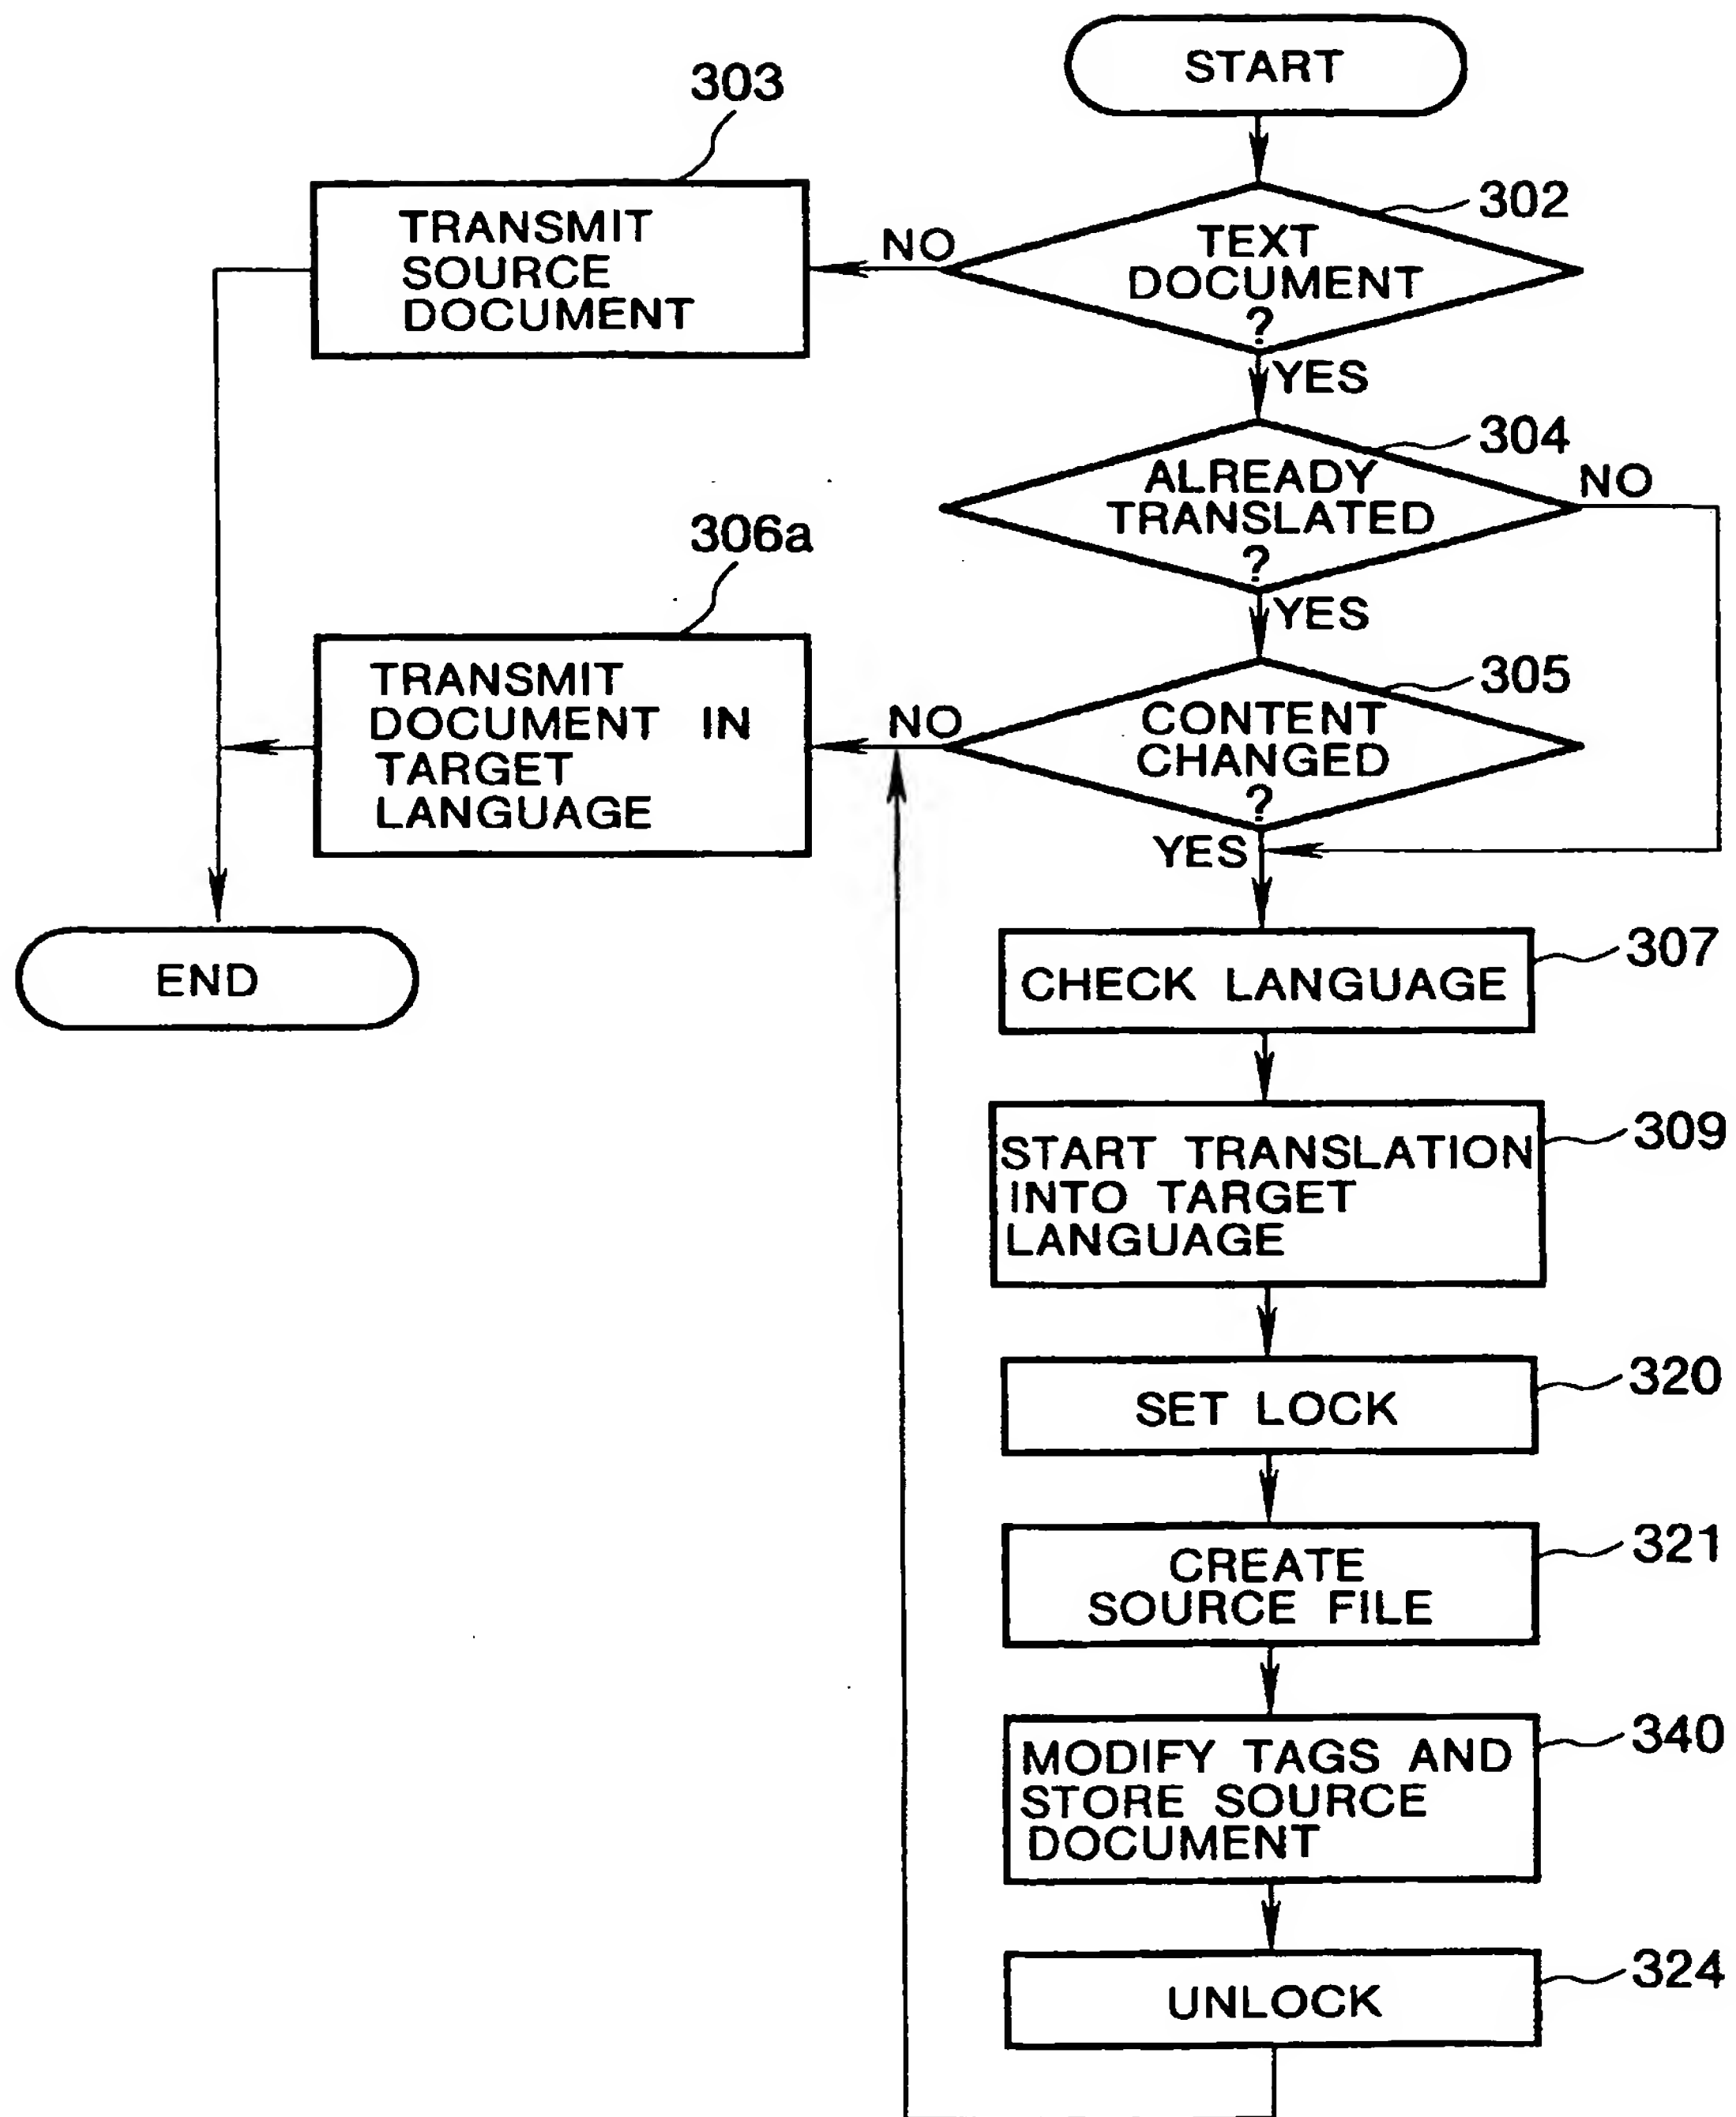 START
303
302
TRANSMIT
SOURCE
DOCUMENT
NO
TEXT
DOCUMENT
?
YES
304
ALREADY
TRANSLATED
?
NO
YES
306a
305
TRANSMIT
DOCUMENT IN
TARGET
LANGUAGE
NO
CONTENT
CHANGED
?
YES
END
307
CHECK LANGUAGE
309
START TRANSLATION
INTO TARGET
LANGUAGE
320
SET LOCK
321
CREATE
SOURCE FILE
340
MODIFY TAGS AND
STORE SOURCE
DOCUMENT
324
UNLOCK